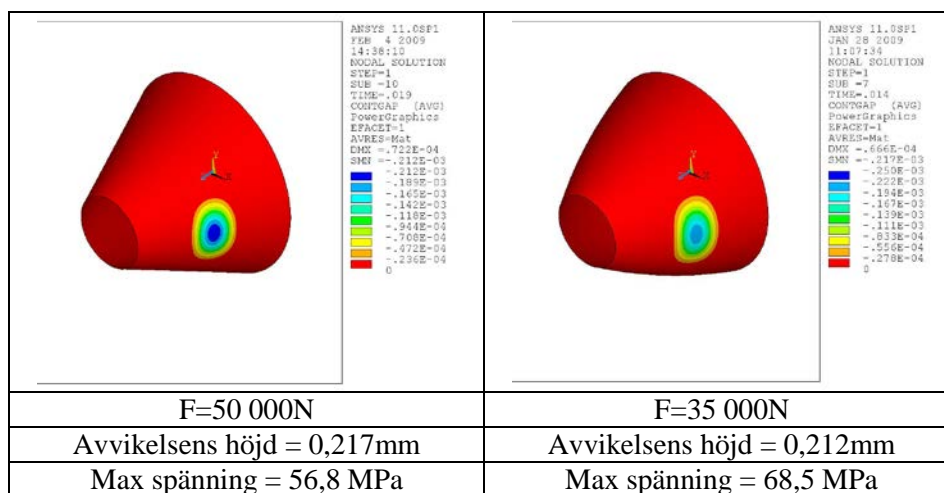 ANSYS 11.0SP1
FEB 4 2009
14:38:10
NODAL SOLUTION
STEP=1
SUB =10
TIME=.019
CONTGAP (AVG)
PowerGraphics
EFACET=1
AVRES=Mat
DMX =.722E-04
SMN =-.212E-03
-.212E-03
-.189E-03
-.165E-03
-.142E-03
-.118E-03
-.944E-04
-.708E-04
-.472E-04
-.236E-04
0
Y
Z X
F=50 000N
Avvikelsens höjd = 0,217mm
Max spänning = 56,8 MPa
ANSYS 11.0SP1
JAN 28 2009
11:07:34
NODAL SOLUTION
STEP=1
SUB =7
TIME=.014
CONTGAP (AVG)
PowerGraphics
EFACET=1
AVRES=Mat
DMX =.666E-04
SMN =-.217E-03
-.250E-03
-.222E-03
-.194E-03
-.167E-03
-.139E-03
-.111E-03
-.833E-04
-.556E-04
-.278E-04
0
Y
Z X
F=35 000N
Avvikelsens höjd = 0,212mm
Max spänning = 68,5 MPa